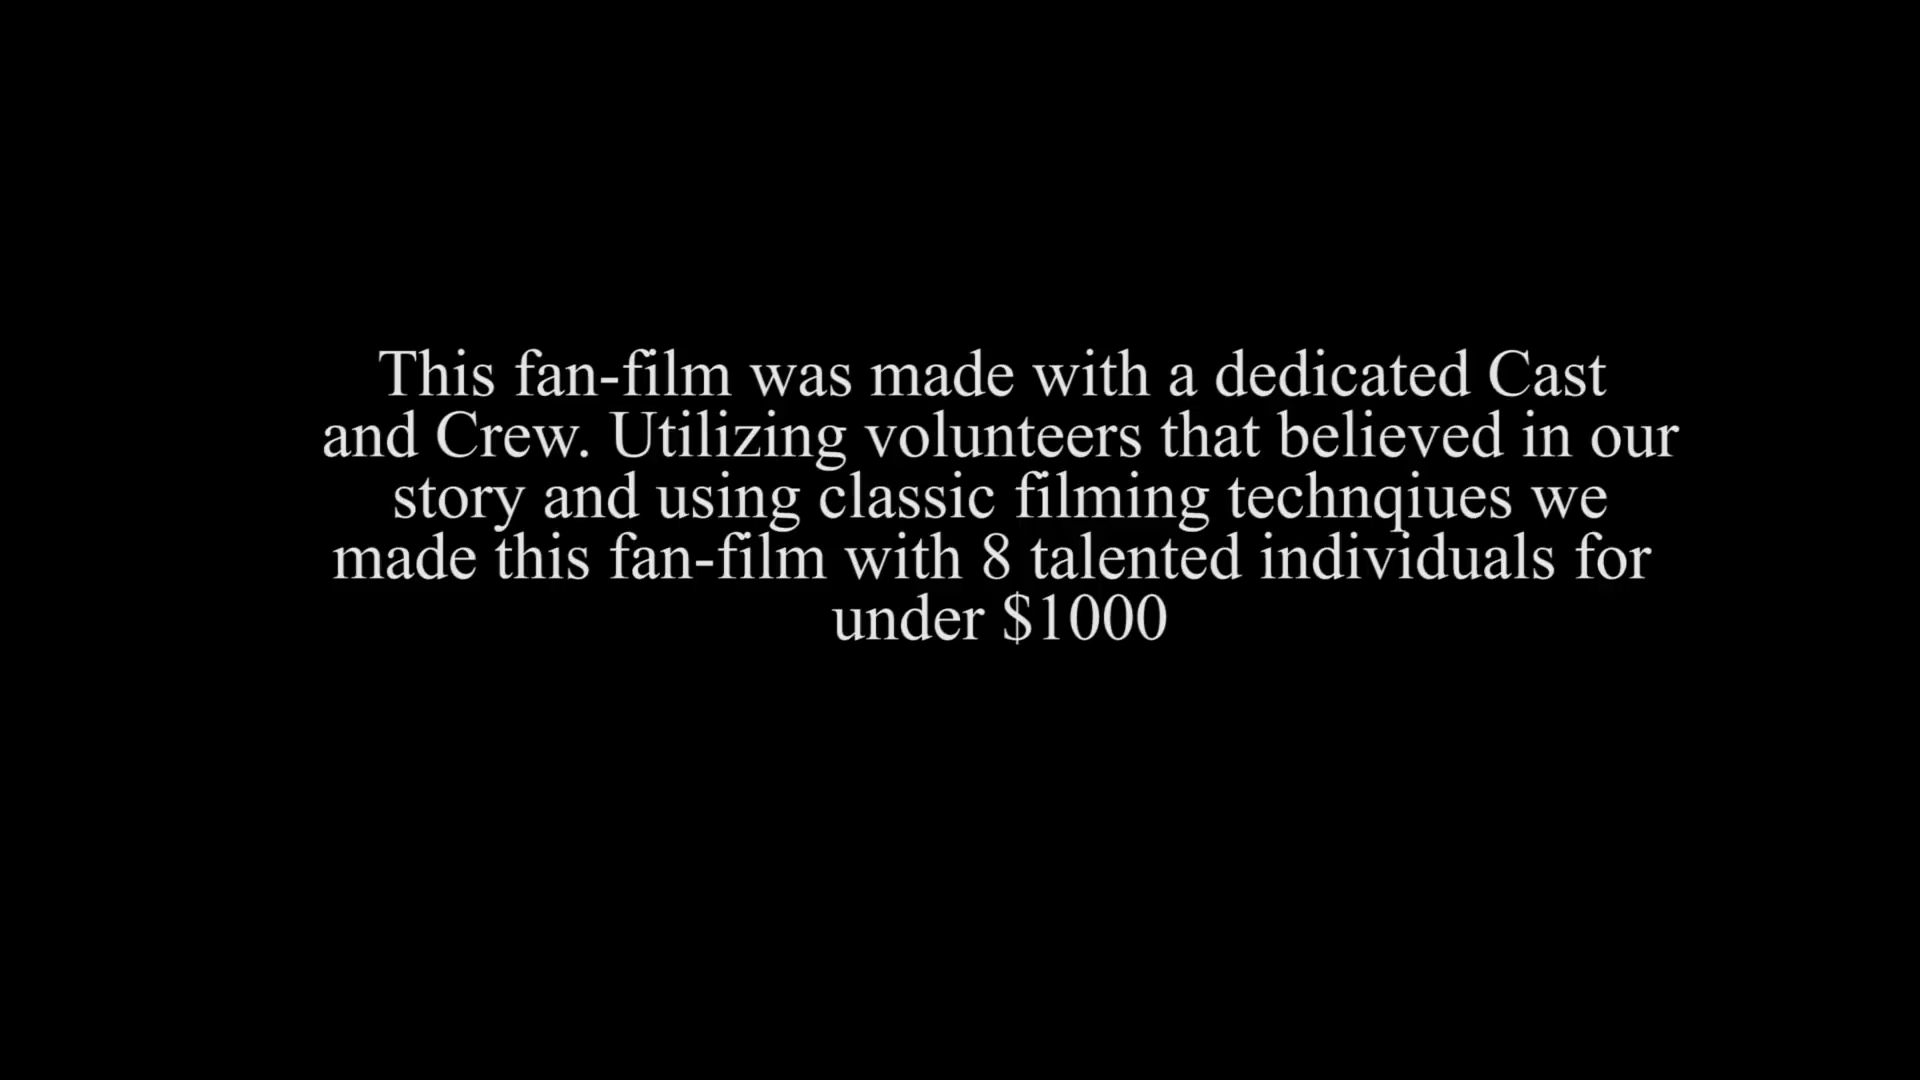 This fan-film was made with a dedicated Cast
and Crew. Utilizing volunteers that believed in our
story and using classic filming technqiues we
made this fan-film with 8 talented individuals for
under $1000